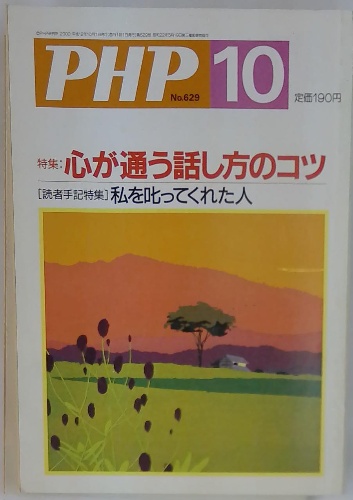 PHP
No.629
10
定価190円
特集:心が通う話し方のコツ
[読者手記特集]私を叱ってくれた人